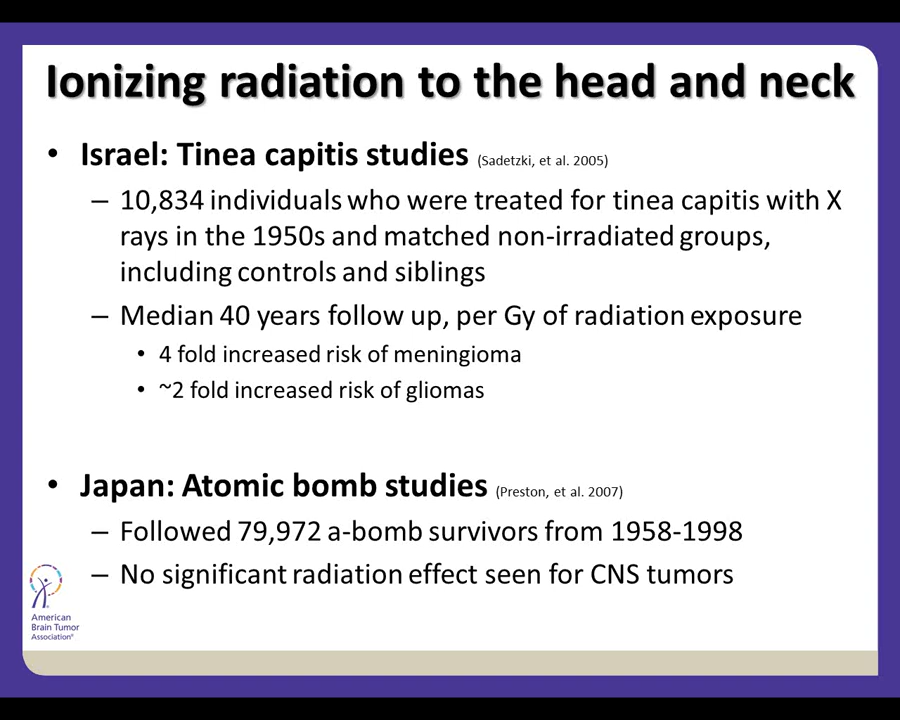 Ionizing radiation to the head and neck
• Israel: Tinea capitis studies (Sadetzki, et al. 2005)
– 10,834 individuals who were treated for tinea capitis with X
rays in the 1950s and matched non-irradiated groups,
including controls and siblings
– Median 40 years follow up, per Gy of radiation exposure
• 4 fold increased risk of meningioma
• ~2 fold increased risk of gliomas
• Japan: Atomic bomb studies (Preston, et al. 2007)
– Followed 79,972 a-bomb survivors from 1958-1998
– No significant radiation effect seen for CNS tumors
American
Brain Tumor
Association®